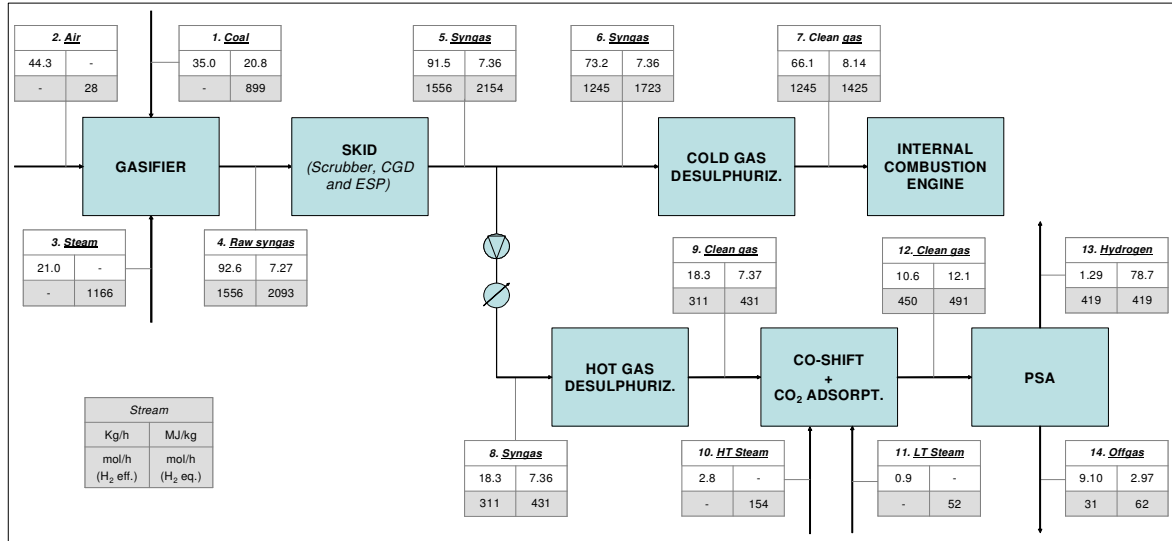 2. Air
44.3 -
- 28
1. Coal
35.0 20.8
- 899
5. Syngas
91.5 7.36
1556 2154
6. Syngas
73.2 7.36
1245 1723
7. Clean gas
66.1 8.14
1245 1425
GASIFIER
SKID
(Scrubber, CGD
and ESP)
COLD GAS
DESULPHURIZ.
INTERNAL
COMBUSTION
ENGINE
3. Steam
21.0 -
- 1166
4. Raw syngas
92.6 7.27
1556 2093
9. Clean gas
18.3 7.37
311 431
12. Clean gas
10.6 12.1
450 491
13. Hydrogen
1.29 78.7
419 419
HOT GAS
DESULPHURIZ.
CO-SHIFT
+
CO₂ ADSORPT.
PSA
Stream
Kg/h MJ/kg
mol/h mol/h
(H₂ eff.) (H₂ eq.)
8. Syngas
18.3 7.36
311 431
10. HT Steam
2.8 -
- 154
11. LT Steam
0.9 -
- 52
14. Offgas
9.10 2.97
31 62